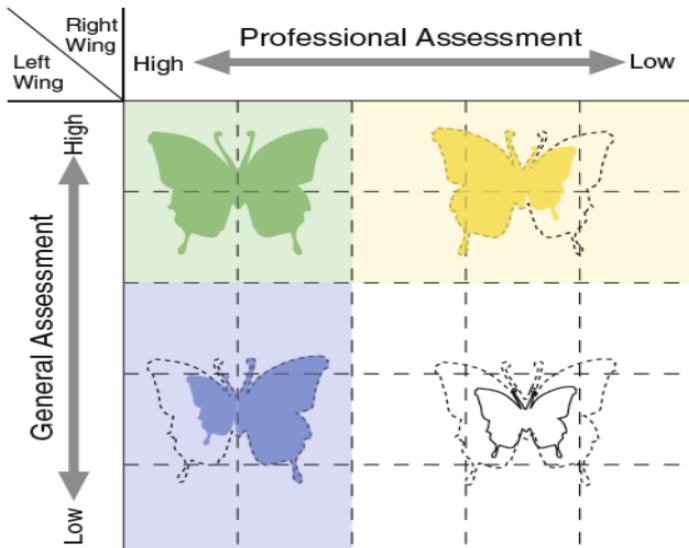 Right
Wing
Left
Wing
Professional Assessment
High
Low
General Assessment
High
Low